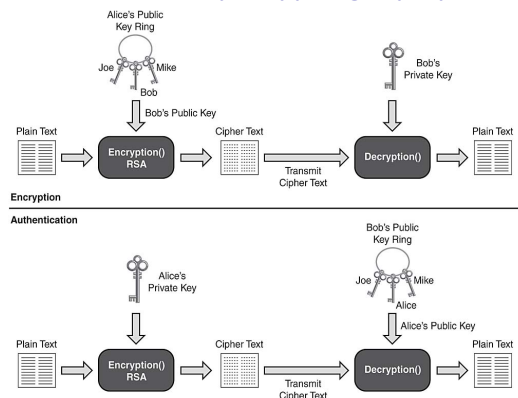 Alice's Public
Key Ring
Joe
Mike
Bob
Bob's
Private Key
Bob's Public Key
Plain Text
Encryption()
RSA
Cipher Text
Transmit
Cipher Text
Decryption()
Plain Text
Encryption
Authentication
Bob's Public
Key Ring
Alice's
Private Key
Joe
Mike
Alice
Alice's Public Key
Plain Text
Encryption()
RSA
Cipher Text
Transmit
Cipher Text
Decryption()
Plain Text